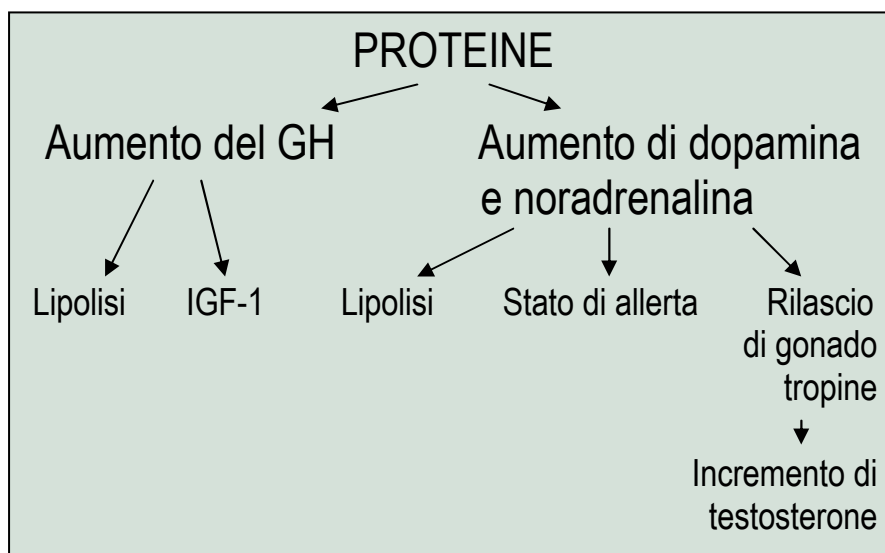 PROTEINE
Aumento del GH
Aumento di dopamina
e noradrenalina
Lipolisi
IGF-1
Lipolisi
Stato di allerta
Rilascio
di gonado
tropine
Incremento di
testosterone